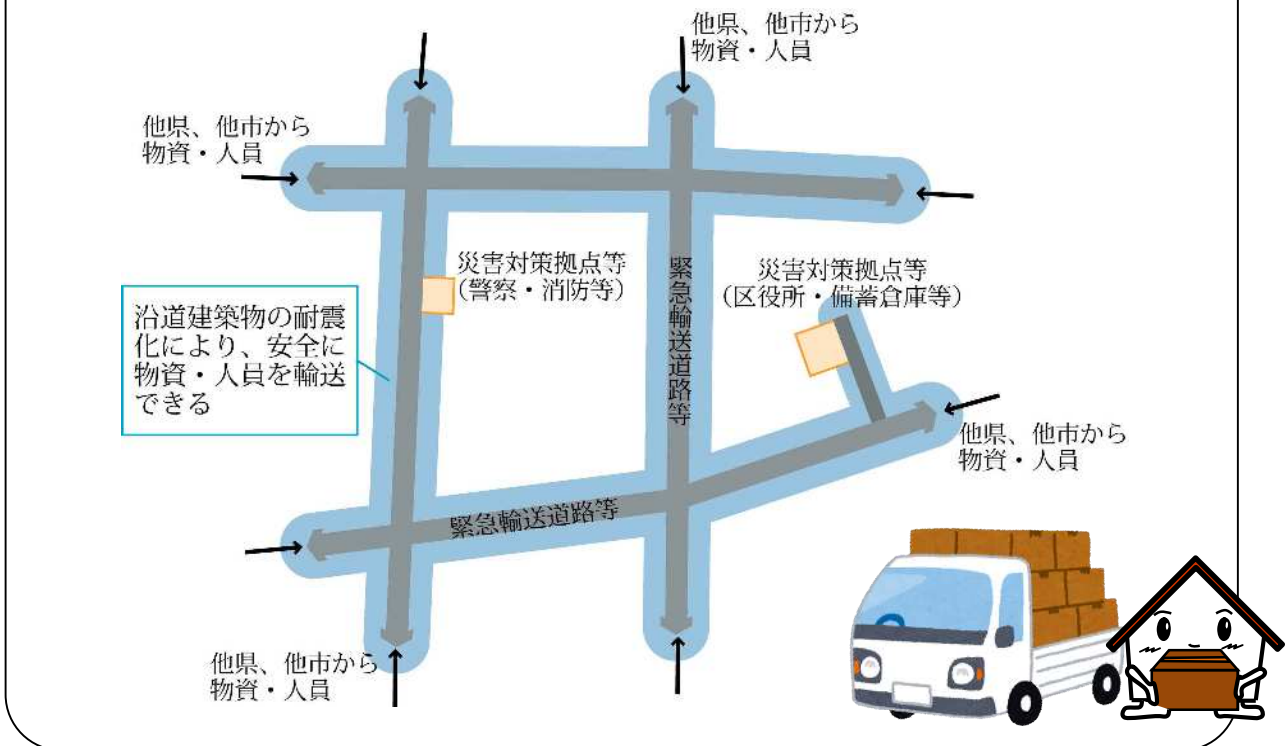 他県、他市から
物資・人員
他県、他市から
物資・人員
災害対策拠点等
（警察・消防等）
緊急輸送道路等
災害対策拠点等
（区役所・備蓄倉庫等）
沿道建築物の耐震
化により、安全に
物資・人員を輸送
できる
他県、他市から
物資・人員
緊急輸送道路等
他県、他市から
物資・人員